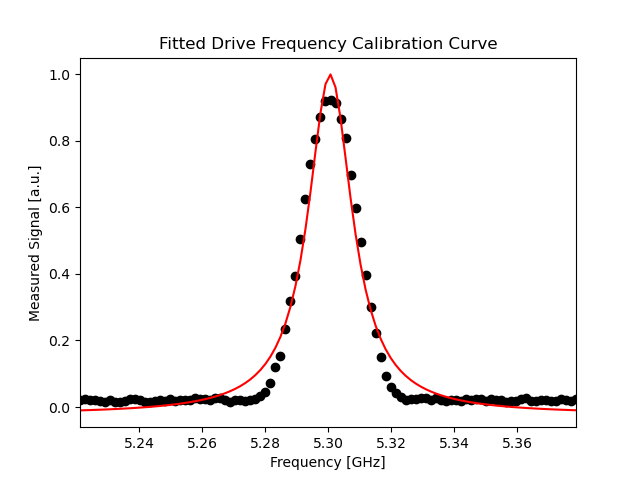 Fitted Drive Frequency Calibration Curve
1.0
0.8
0.6
0.4
0.2
0.0
Measured Signal [a.u.]
5.24 5.26 5.28 5.30 5.32 5.34 5.36
Frequency [GHz]